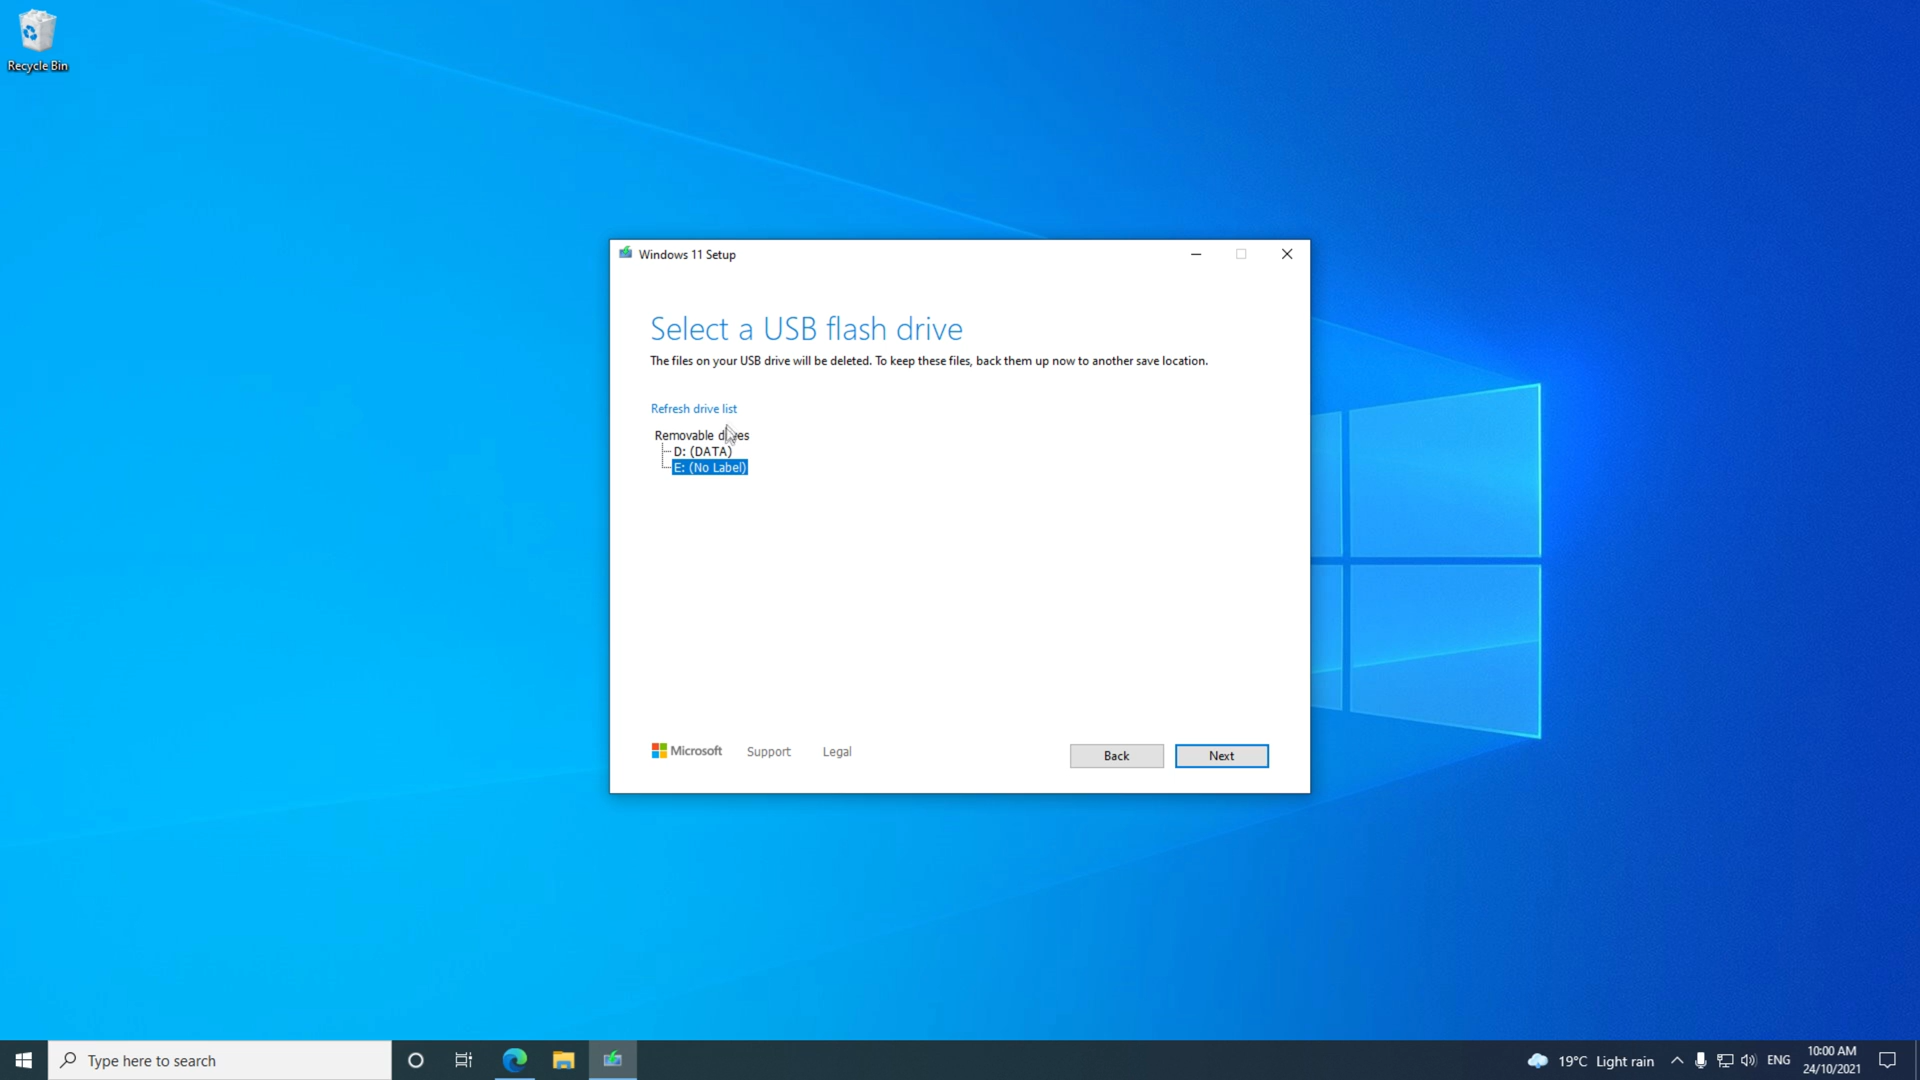 Recycle Bin
Windows 11 Setup
Select a USB flash drive
The files on your USB drive will be deleted. To keep these files, back them up now to another save location.
Refresh drive list
Removable drives
D: (DATA)
E: (No Label)
Microsoft
Support
Legal
Back
Next
Type here to search
19°C Light rain
ENG
10:00 AM
24/10/2021